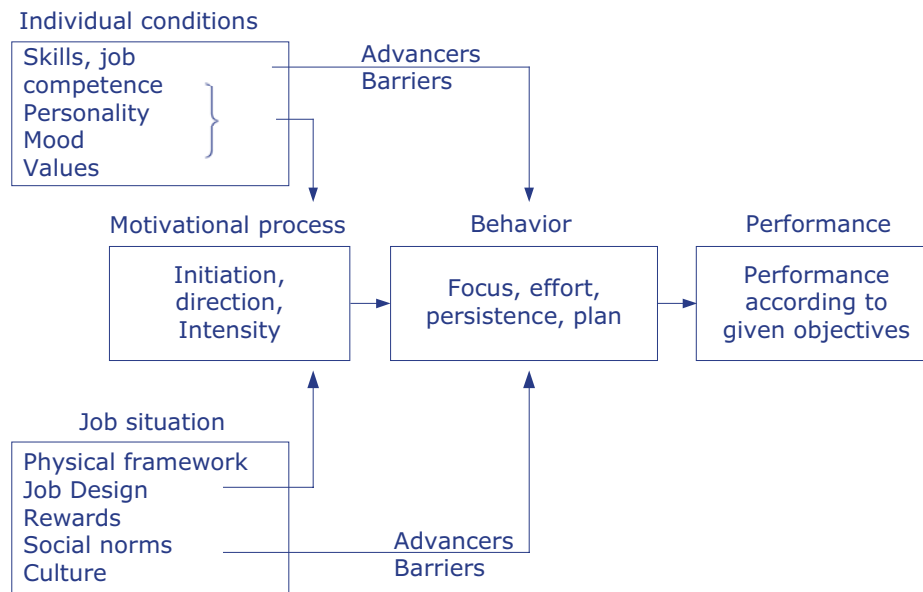 Individual conditions
Skills, job
competence
Personality
Mood
Values
Advancers
Barriers
Motivational process
Initiation,
direction,
Intensity
Behavior
Focus, effort,
persistence, plan
Performance
Performance
according to
given objectives
Job situation
Physical framework
Job Design
Rewards
Social norms
Culture
Advancers
Barriers